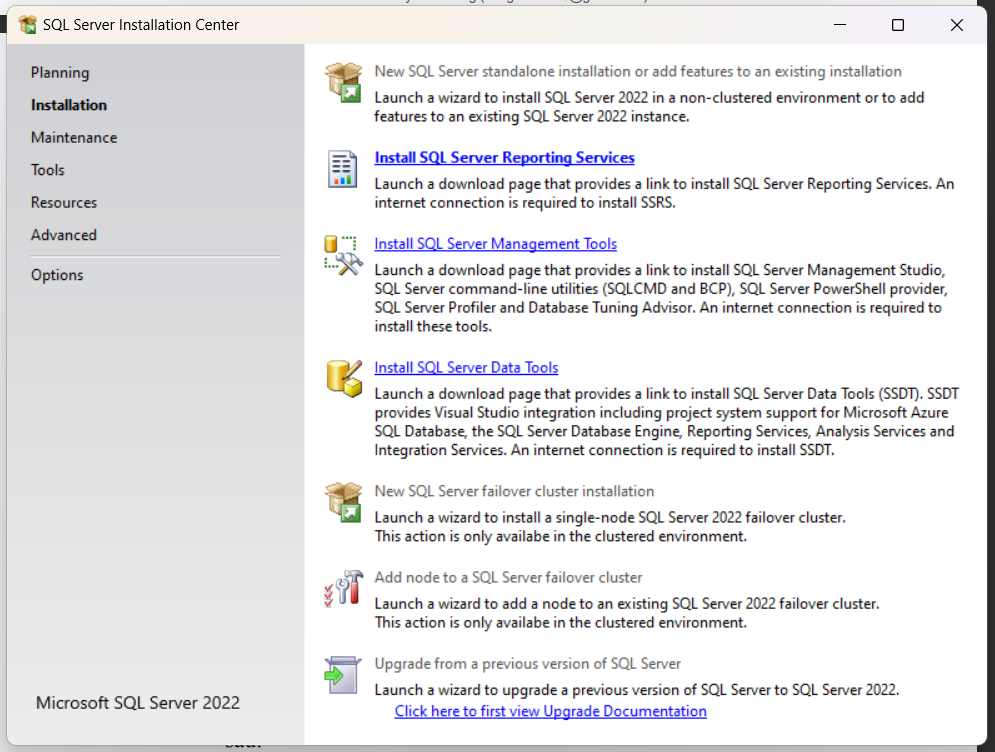 SQL Server Installation Center
Planning
Installation
Maintenance
Tools
Resources
Advanced
Options
Microsoft SQL Server 2022
New SQL Server standalone installation or add features to an existing installation
Launch a wizard to install SQL Server 2022 in a non-clustered environment or to add
features to an existing SQL Server 2022 instance.
Install SQL Server Reporting Services
Launch a download page that provides a link to install SQL Server Reporting Services. An
internet connection is required to install SSRS.
Install SQL Server Management Tools
Launch a download page that provides a link to install SQL Server Management Studio,
SQL Server command-line utilities (SQLCMD and BCP), SQL Server PowerShell provider,
SQL Server Profiler and Database Tuning Advisor. An internet connection is required to
install these tools.
Install SQL Server Data Tools
Launch a download page that provides a link to install SQL Server Data Tools (SSDT). SSDT
provides Visual Studio integration including project system support for Microsoft Azure
SQL Database, the SQL Server Database Engine, Reporting Services, Analysis Services and
Integration Services. An internet connection is required to install SSDT.
New SQL Server failover cluster installation
Launch a wizard to install a single-node SQL Server 2022 failover cluster.
This action is only availabe in the clustered environment.
Add node to a SQL Server failover cluster
Launch a wizard to add a node to an existing SQL Server 2022 failover cluster.
This action is only availabe in the clustered environment.
Upgrade from a previous version of SQL Server
Launch a wizard to upgrade a previous version of SQL Server to SQL Server 2022.
Click here to first view Upgrade Documentation